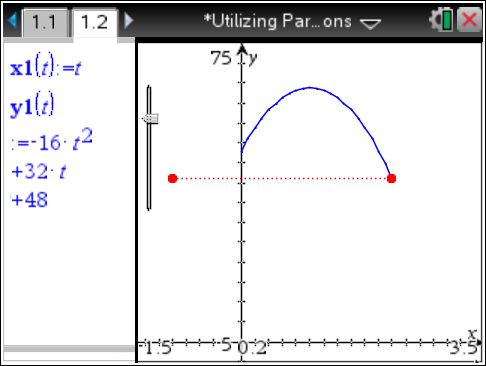 1.1 1.2 *Utilizing Par...ons
x1(t):=t
y1(t)
:=-16· t²
+32· t
+48
75 y
x
-1.5 -5 0.2 3.5